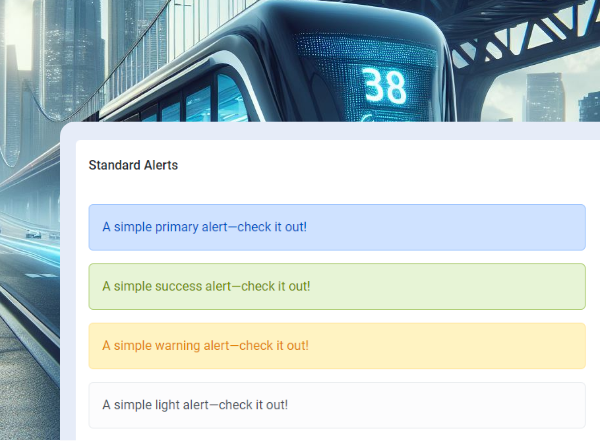 38
Standard Alerts
A simple primary alert—check it out!
A simple success alert—check it out!
A simple warning alert—check it out!
A simple light alert—check it out!